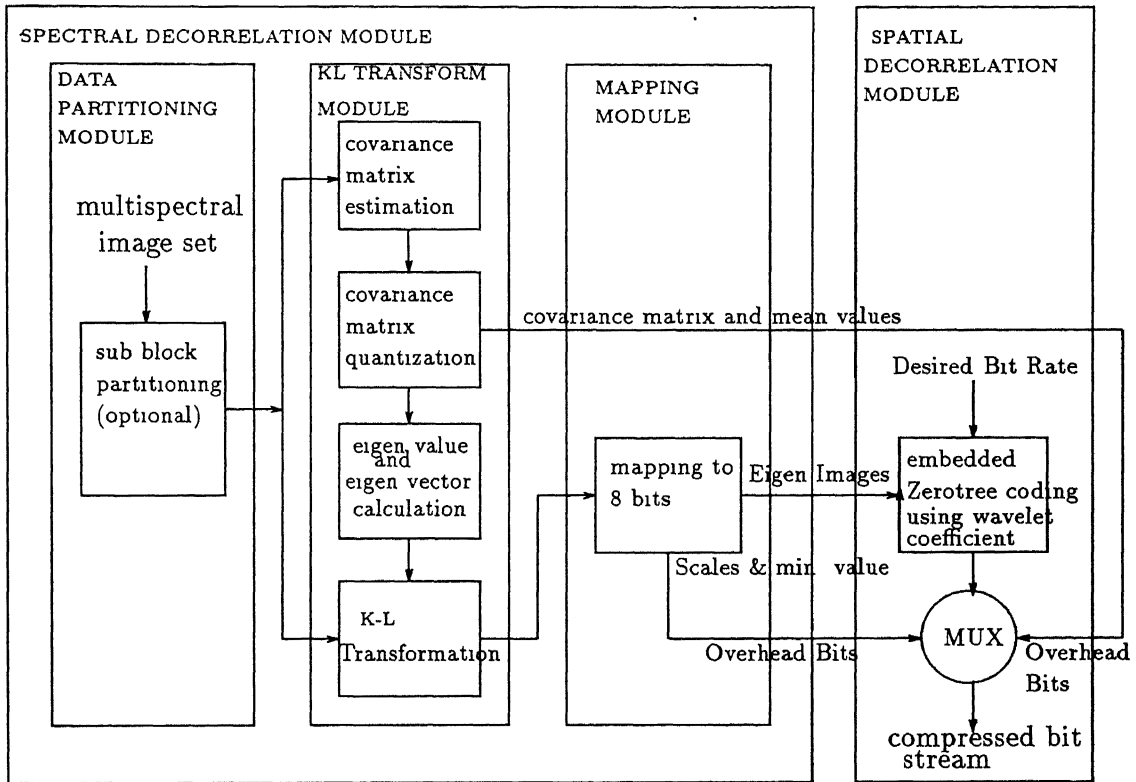 SPECTRAL DECORRELATION MODULE
DATA
PARTITIONING
MODULE
multispectral
image set
sub block
partitioning
(optional)
KL TRANSFORM
MODULE
covariance
matrix
estimation
covariance
matrix
quantization
eigen value
and
eigen vector
calculation
K-L
Transformation
MAPPING
MODULE
covariance matrix and mean values
mapping to
8 bits
Eigen Images
Scales & min value
Overhead Bits
SPATIAL
DECORRELATION
MODULE
Desired Bit Rate
embedded
Zerotree coding
using wavelet
coefficient
MUX
Overhead
Bits
compressed bit
stream